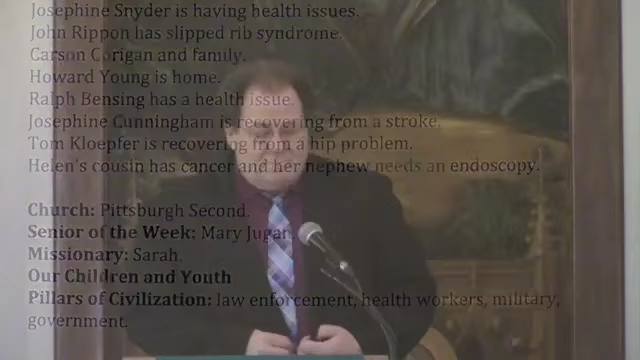 Josephine Snyder is having health issues.
John Rippon has slipped rib syndrome.
Carson Corigan and family.
Howard Young is home.
Ralph Bensing has a health issue.
Josephine Cunningham is recovering from a stroke.
Tom Kloepfer is recovering from a hip problem.
Helen's cousin has cancer and her nephew needs an endoscopy.
Church: Pittsburgh Second.
Senior of the Week: Mary Jugan.
Missionary: Sarah.
Our Children and Youth
Pillars of Civilization: law enforcement, health workers, military,
government.